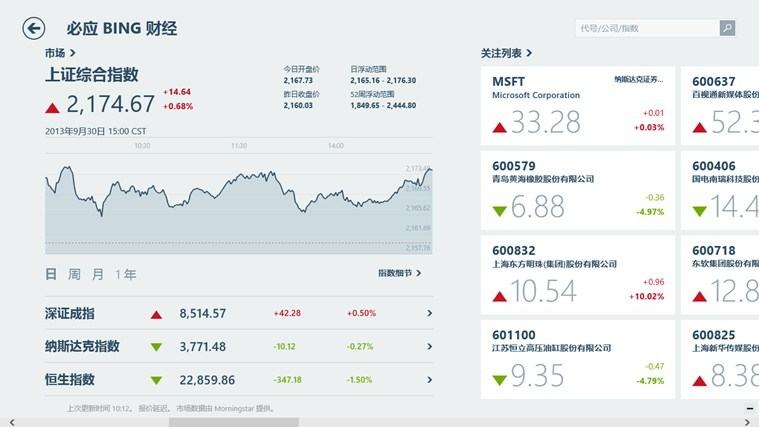 必应 BING 财经
代号/公司/指数
市场
上证综合指数
2,174.67
+14.64
+0.68%
今日开盘价
2,167.73
昨日收盘价
2,160.03
日浮动范围
2,165.16 - 2,176.30
52周浮动范围
1,849.65 - 2,444.80
2013年9月30日 15:00 CST
10:30 11:30 14:00
2,173.49
2,169.55
2,165.62
2,161.69
2,157.76
日 周 月 1年
指数细节
深证成指 8,514.57 +42.28 +0.50%
纳斯达克指数 3,771.48 -10.12 -0.27%
恒生指数 22,859.86 -347.18 -1.50%
上次更新时间 10:12。 报价延迟。 市场数据由 Morningstar 提供。
关注列表
MSFT 纳斯达克证券...
Microsoft Corporation
33.28
+0.01
+0.03%
600579
青岛黄海橡胶股份有限公司
6.88
-0.36
-4.97%
600832
上海东方明珠(集团)股份有限公司
10.54
+0.96
+10.02%
601100
江苏恒立高压油缸股份有限公司
9.35
-0.47
-4.79%
600637
百视通新媒体股份
52.3
600406
国电南瑞科技股份
14.4
600718
东软集团股份有限
12.8
600825
上海新华传媒股份
8.38